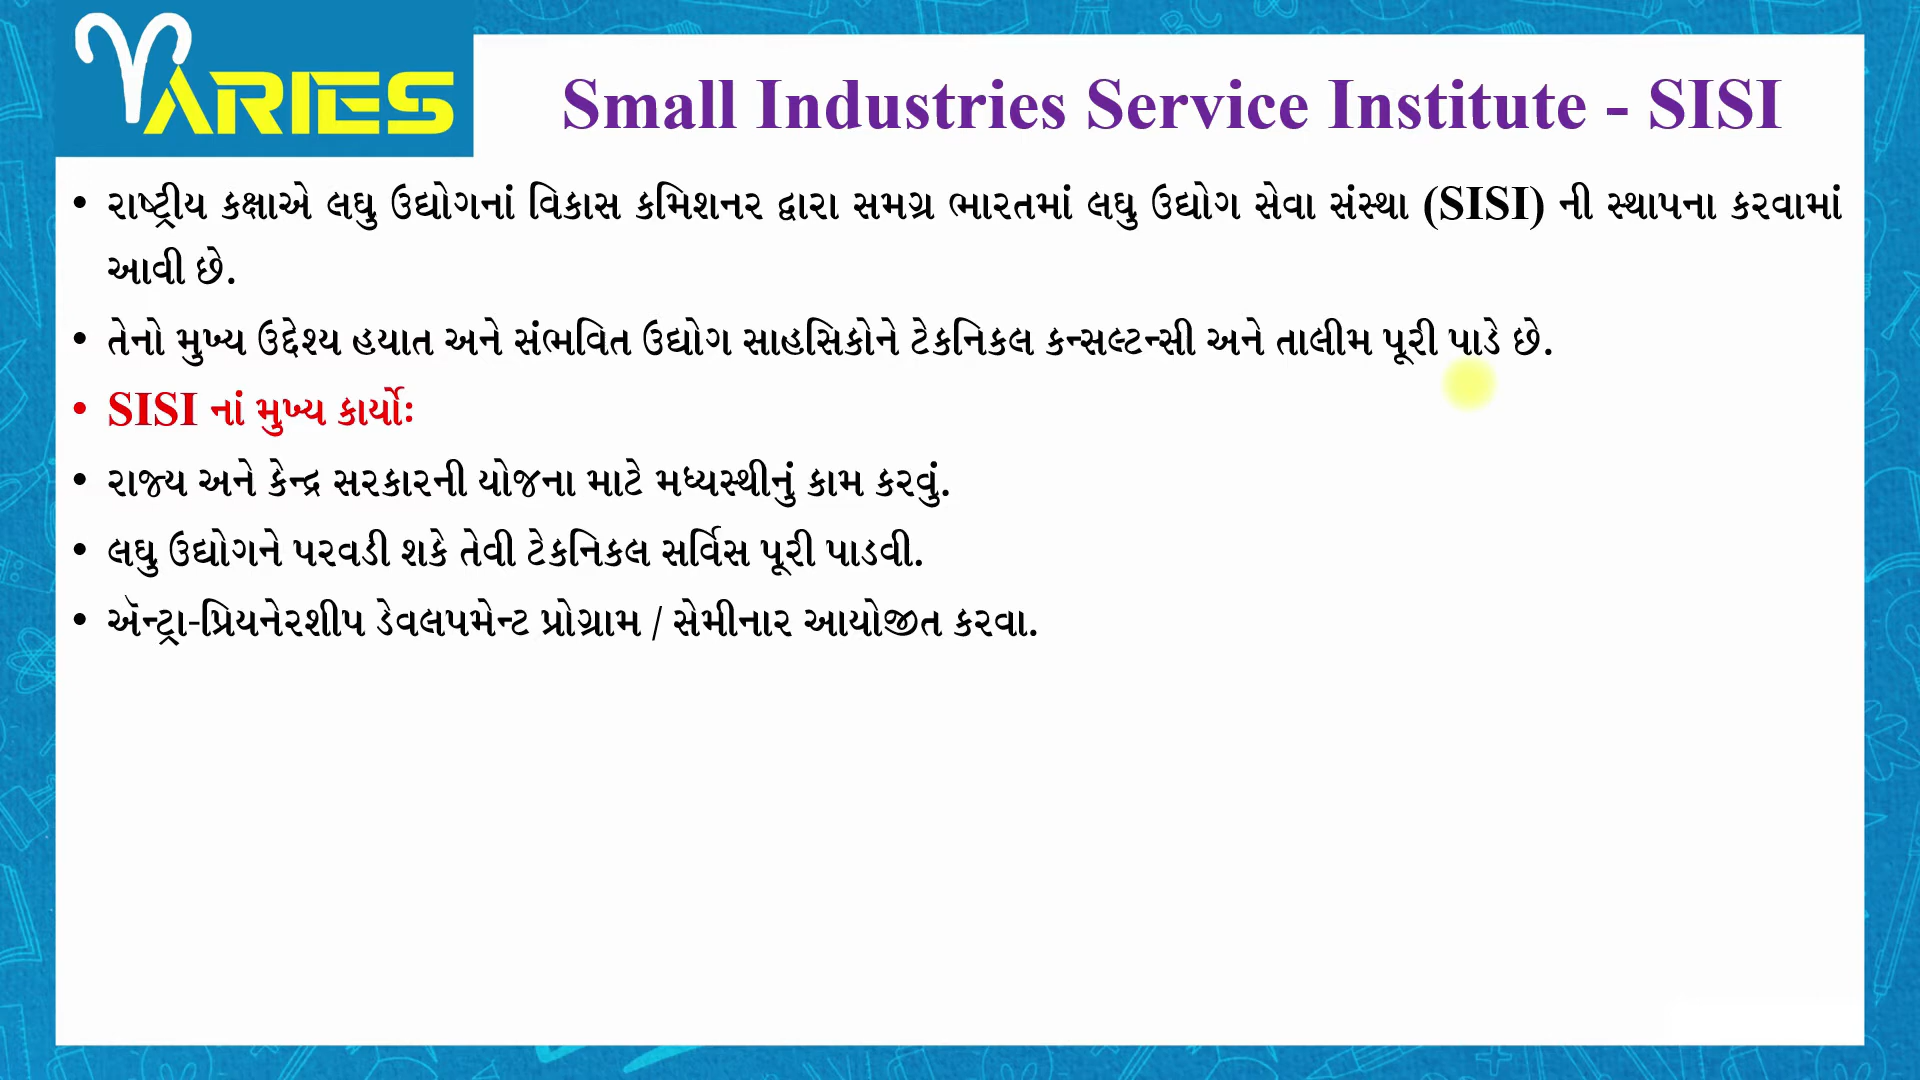 ARIES
Small Industries Service Institute - SISI
• રાષ્ટ્રીય કક્ષાએ લઘુ ઉદ્યોગનાં વિકાસ કમિશનર દ્વારા સમગ્ર ભારતમાં લઘુ ઉદ્યોગ સેવા સંસ્થા (SISI) ની સ્થાપના કરવામાં
આવી છે.
• તેનો મુખ્ય ઉદ્દેશ્ય હયાત અને સંભવિત ઉદ્યોગ સાહસિકોને ટેકનિકલ કન્સલ્ટન્સી અને તાલીમ પૂરી પાડે છે.
• SISI નાં મુખ્ય કાર્યોઃ
• રાજ્ય અને કેન્દ્ર સરકારની યોજના માટે મધ્યસ્થીનું કામ કરવું.
• લઘુ ઉદ્યોગને પરવડી શકે તેવી ટેકનિકલ સર્વિસ પૂરી પાડવી.
• ઍન્ટ્રા-પ્રિયનેરશીપ ડેવલપમેન્ટ પ્રોગ્રામ / સેમીનાર આયોજીત કરવા.